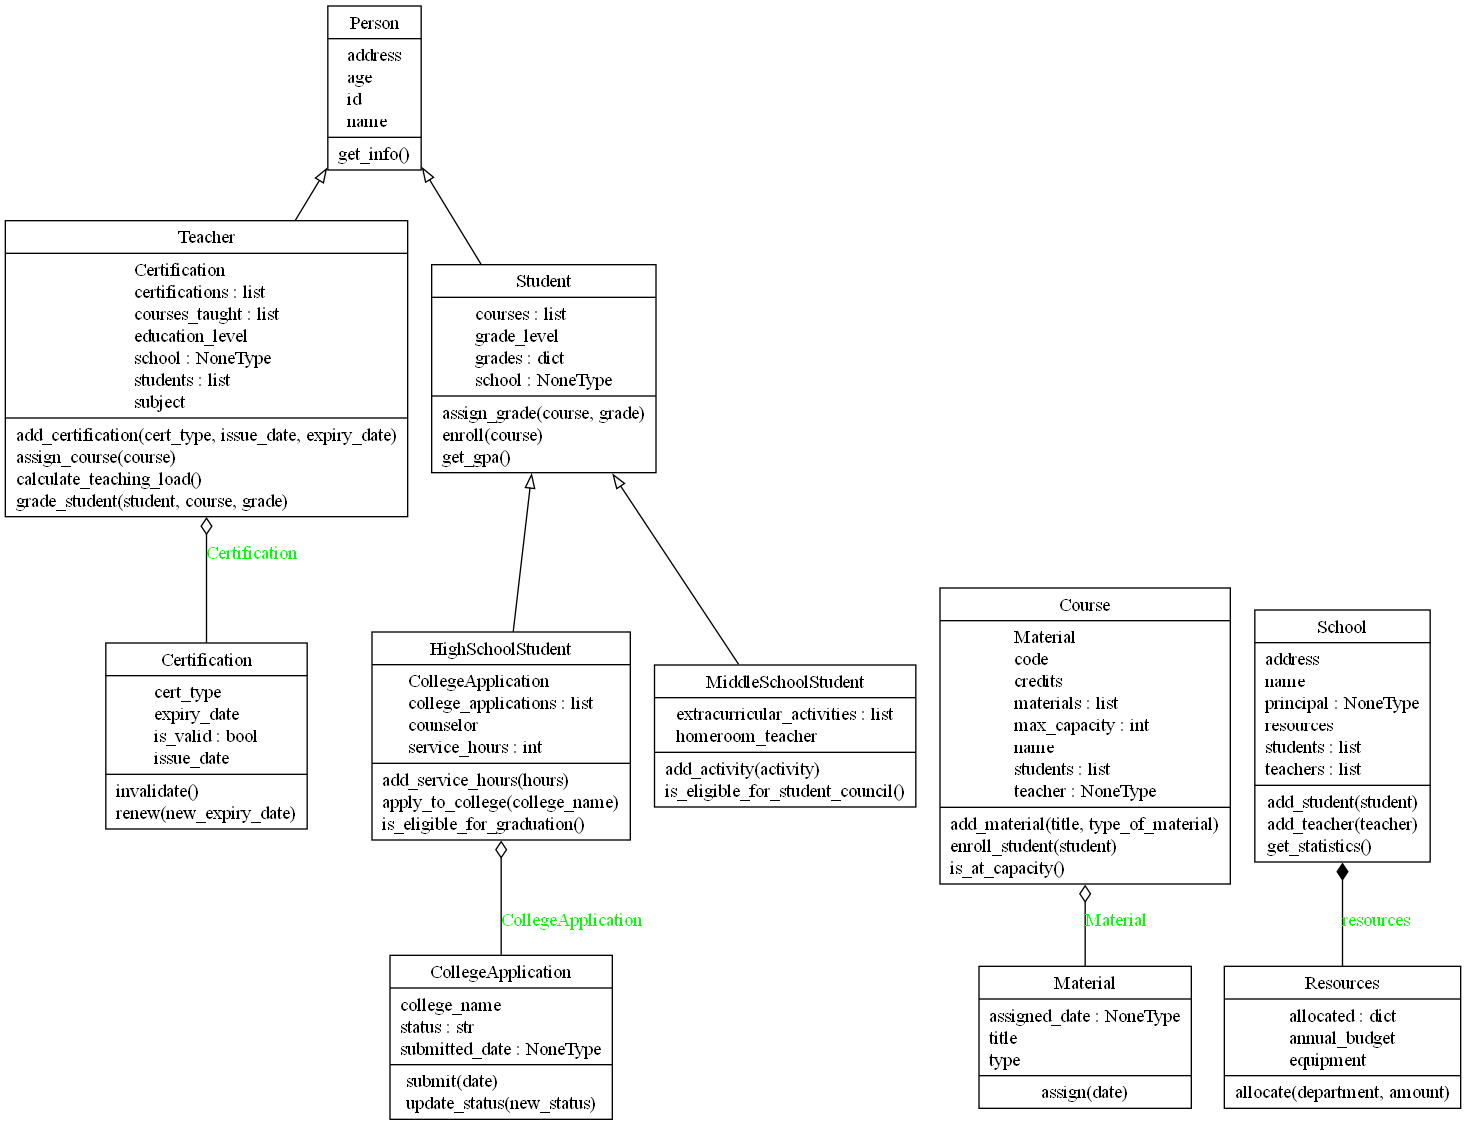 Person
address
age
id
name
get_info()
Teacher
Certification
certifications : list
courses_taught : list
education_level
school : NoneType
students : list
subject
add_certification(cert_type, issue_date, expiry_date)
assign_course(course)
calculate_teaching_load()
grade_student(student, course, grade)
Student
courses : list
grade_level
grades : dict
school : NoneType
assign_grade(course, grade)
enroll(course)
get_gpa()
Certification
Certification
cert_type
expiry_date
is_valid : bool
issue_date
invalidate()
renew(new_expiry_date)
HighSchoolStudent
CollegeApplication
college_applications : list
counselor
service_hours : int
add_service_hours(hours)
apply_to_college(college_name)
is_eligible_for_graduation()
MiddleSchoolStudent
extracurricular_activities : list
homeroom_teacher
add_activity(activity)
is_eligible_for_student_council()
Course
Material
code
credits
materials : list
max_capacity : int
name
students : list
teacher : NoneType
add_material(title, type_of_material)
enroll_student(student)
is_at_capacity()
School
address
name
principal : NoneType
resources
students : list
teachers : list
add_student(student)
add_teacher(teacher)
get_statistics()
CollegeApplication
Material
resources
CollegeApplication
college_name
status : str
submitted_date : NoneType
submit(date)
update_status(new_status)
Material
assigned_date : NoneType
title
type
assign(date)
Resources
allocated : dict
annual_budget
equipment
allocate(department, amount)